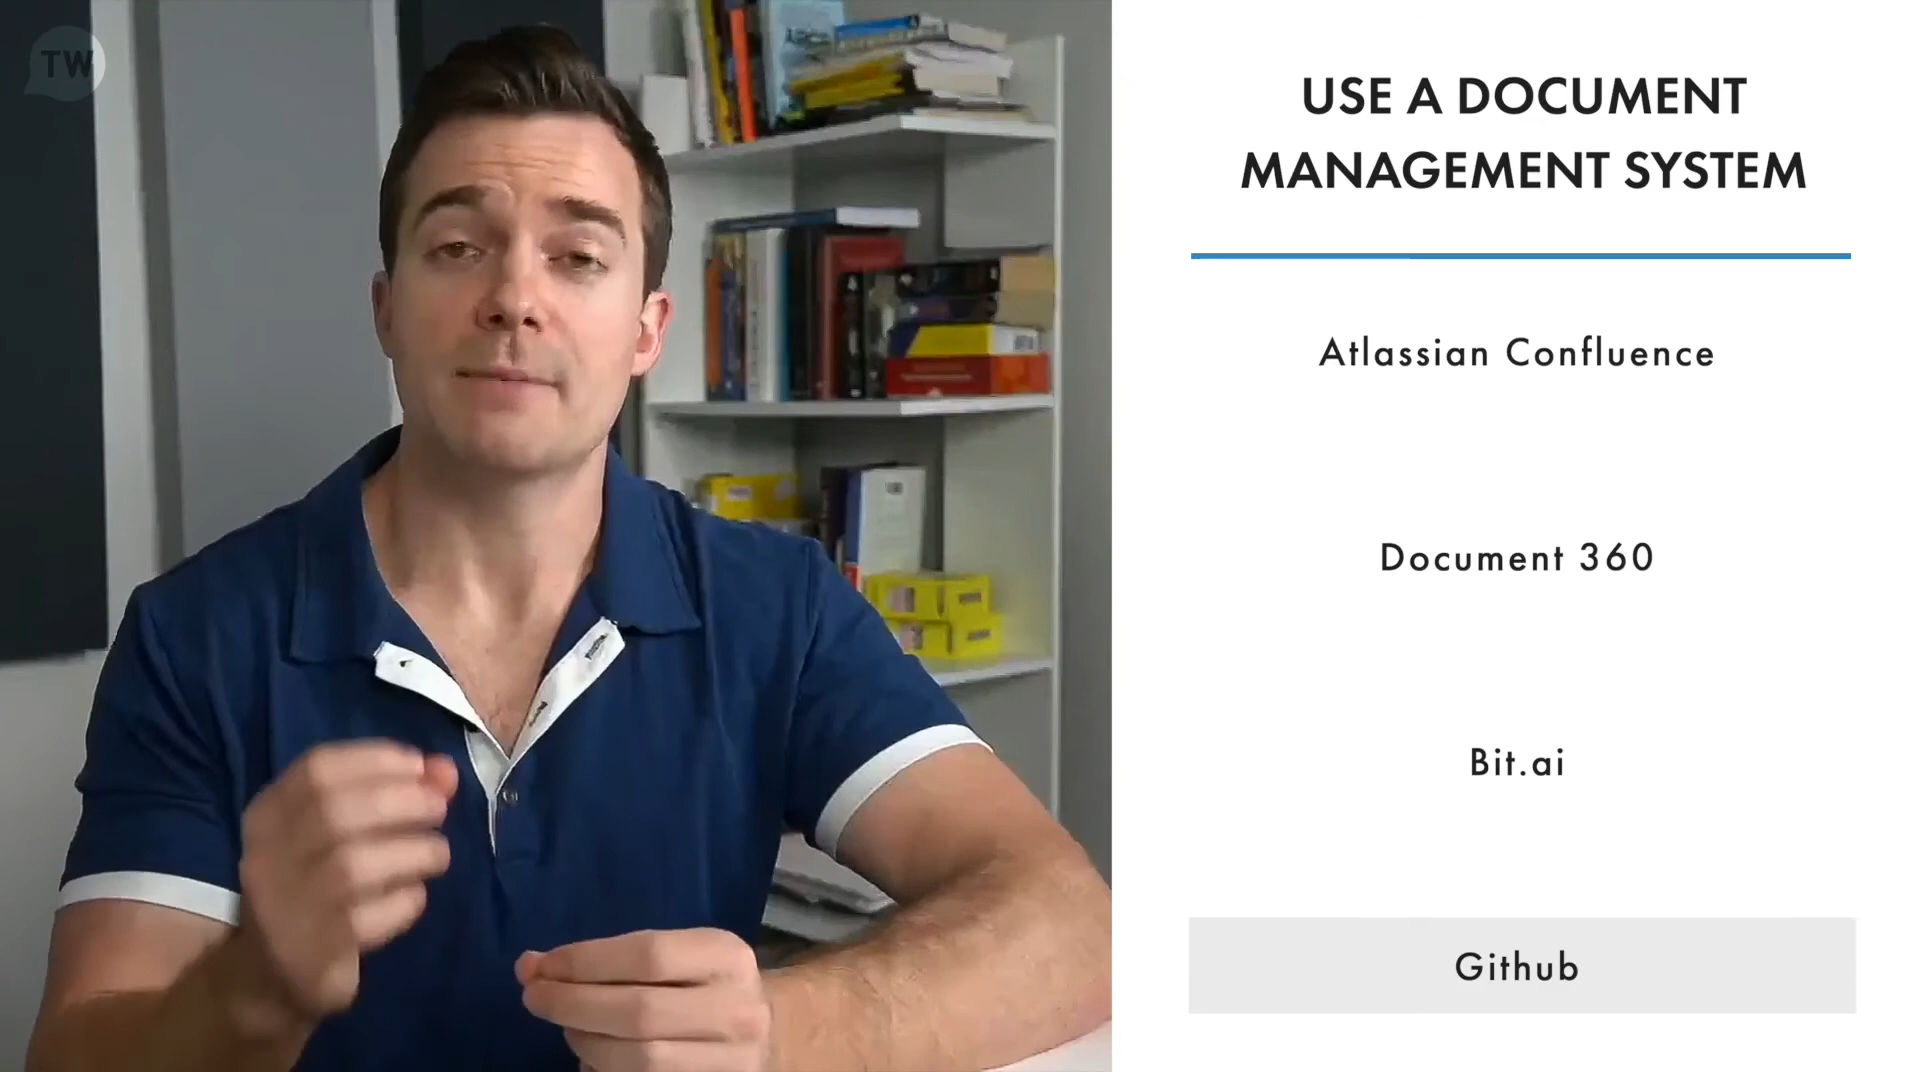 TW
USE A DOCUMENT
MANAGEMENT SYSTEM
Atlassian Confluence
Document 360
Bit.ai
Github